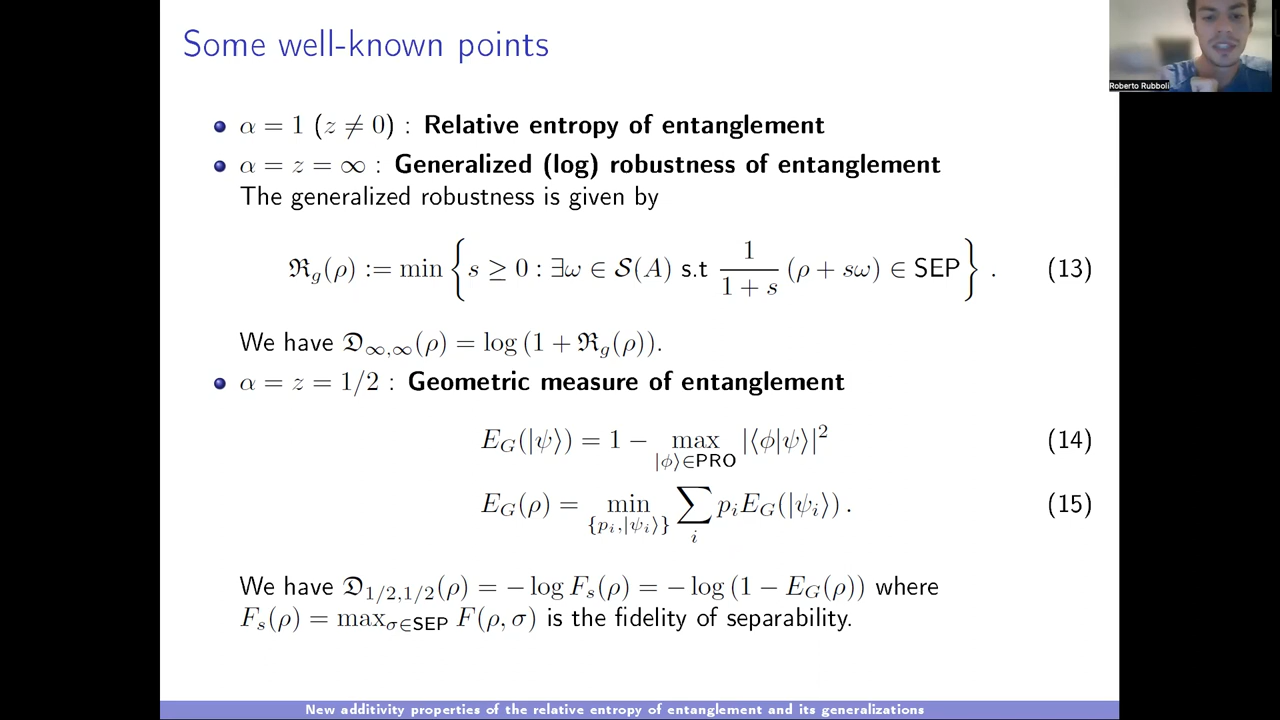 Some well-known points
Roberto Rubboli
α = 1 (z ≠ 0) : Relative entropy of entanglement
α = z = ∞ : Generalized (log) robustness of entanglement
The generalized robustness is given by
ℜ_g(ρ) := min { s ≥ 0 : ∃ω ∈ 𝒮(A) s.t 1/(1 + s) (ρ + sω) ∈ SEP } . (13)
We have 𝔇_{∞,∞}(ρ) = log (1 + ℜ_g(ρ)).
α = z = 1/2 : Geometric measure of entanglement
E_G(|ψ⟩) = 1 − max_{|ϕ⟩∈PRO} |⟨ϕ|ψ⟩|² (14)
E_G(ρ) = min_{{p_i,|ψ_i⟩}} ∑_i p_i E_G(|ψ_i⟩) . (15)
We have 𝔇_{1/2,1/2}(ρ) = − log F_s(ρ) = − log (1 − E_G(ρ)) where
F_s(ρ) = max_{σ∈SEP} F(ρ, σ) is the fidelity of separability.
New additivity properties of the relative entropy of entanglement and its generalizations